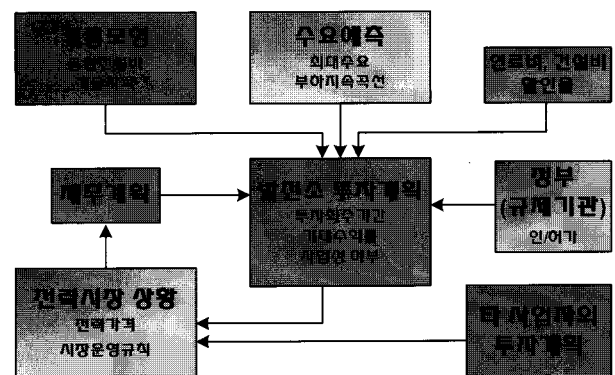 수요예측
최대수요
부하지속곡선
연료비, 건설비
할인율
재무계획
발전소 투자계획
투자회수기간
기대수익률
사업성 여부
정부
(규제기관)
인/허가
전력시장 상황
전력가격
시장운영규칙
타 사업자의
투자계획